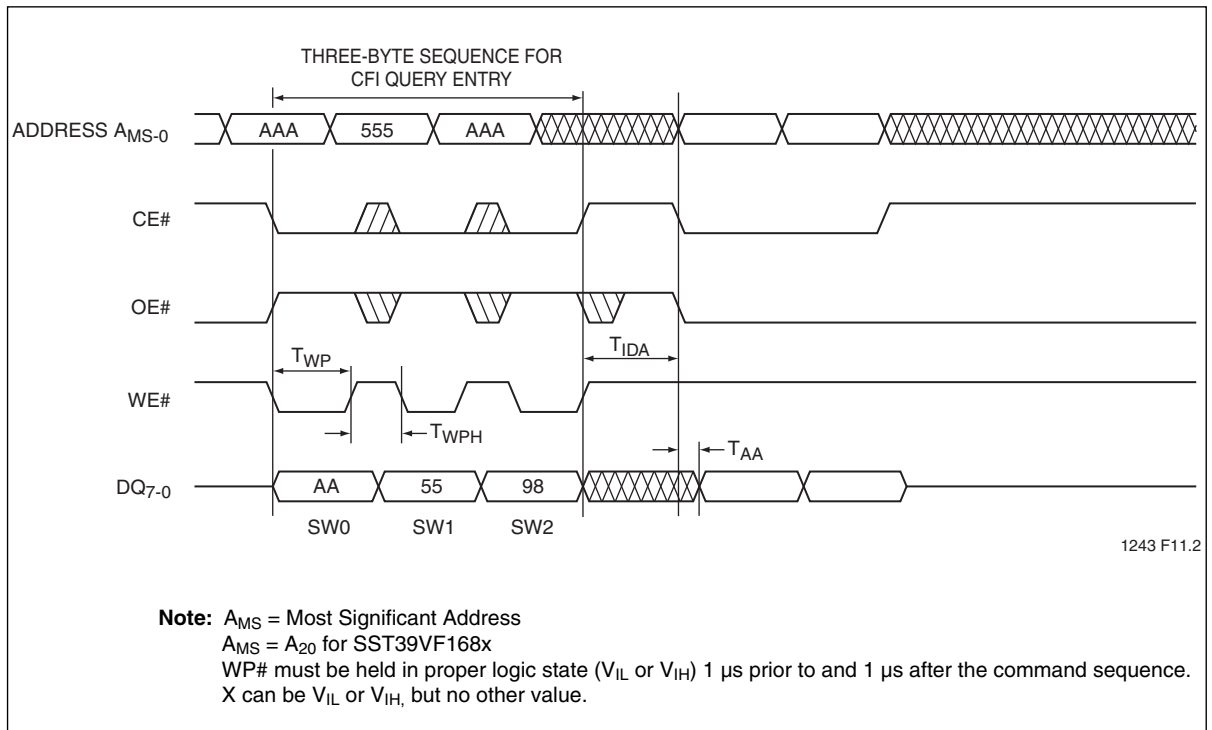 THREE-BYTE SEQUENCE FOR
CFI QUERY ENTRY
ADDRESS AMS-0
AAA 555 AAA
CE#
OE#
TIDA
TWP
WE#
TWPH
TAA
DQ7-0
AA 55 98
SW0 SW1 SW2
1243 F11.2
Note: AMS = Most Significant Address
AMS = A20 for SST39VF168x
WP# must be held in proper logic state (VIL or VIH) 1 µs prior to and 1 µs after the command sequence.
X can be VIL or VIH, but no other value.